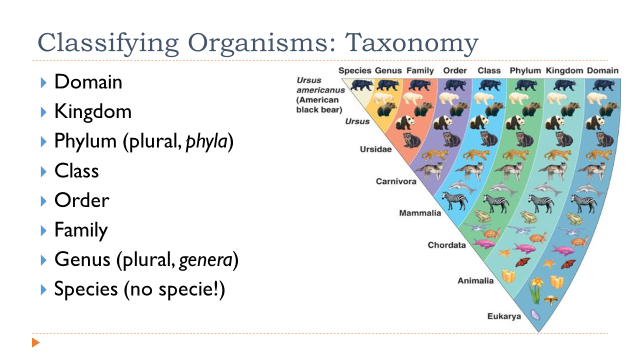 Classifying Organisms: Taxonomy
Domain
Kingdom
Phylum (plural, phyla)
Class
Order
Family
Genus (plural, genera)
Species (no specie!)
Species Genus Family Order Class Phylum Kingdom Domain
Ursus
americanus
(American
black bear)
Ursus
Ursidae
Carnivora
Mammalia
Chordata
Animalia
Eukarya